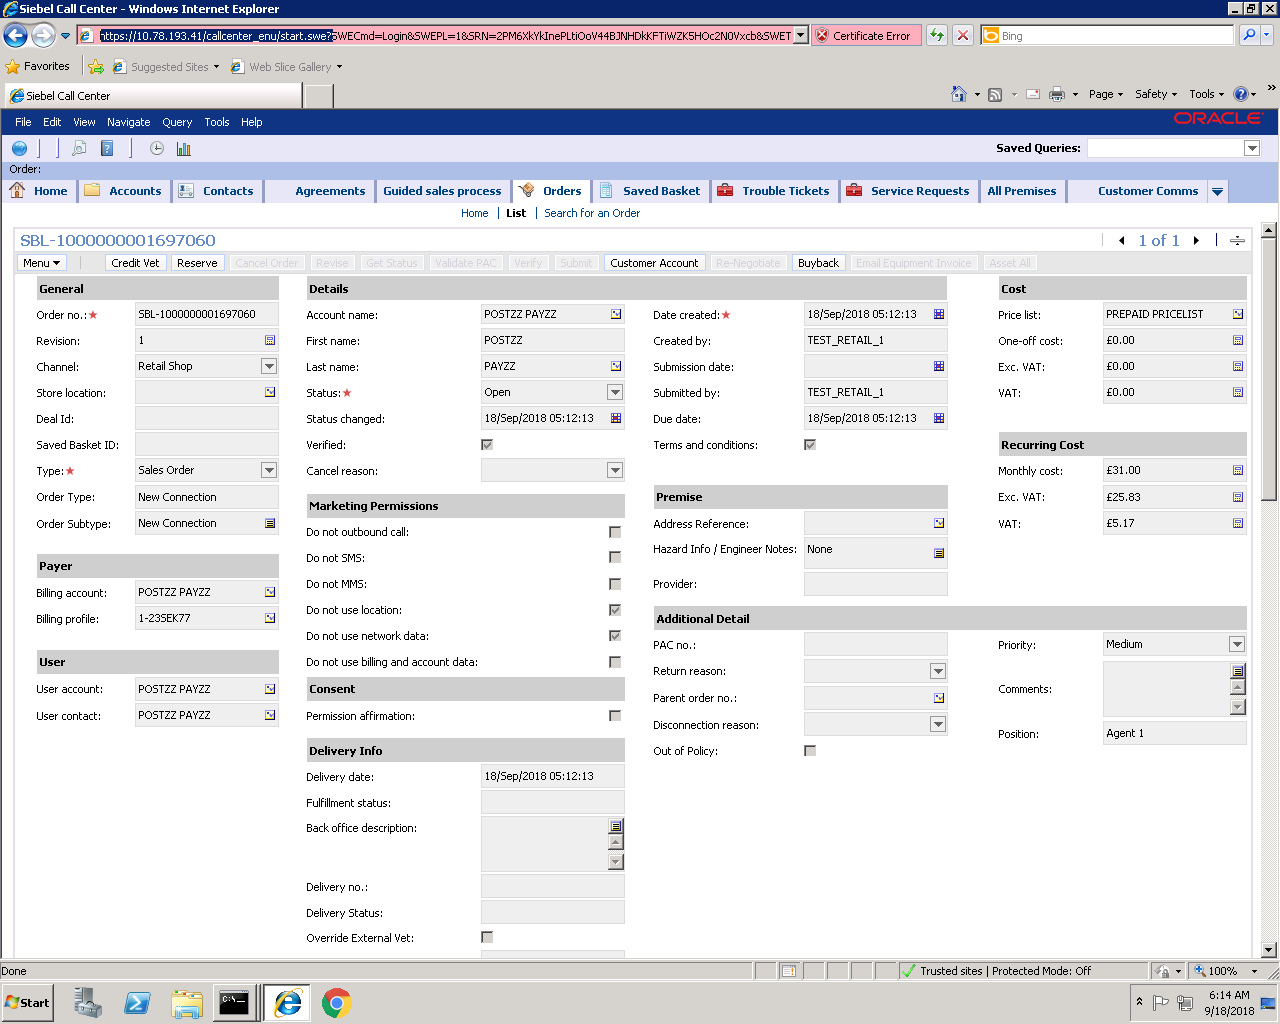 Siebel Call Center - Windows Internet Explorer
https://10.78.193.41/callcenter_enu/start.swe?SWECmd=Login&SWEPL=1&SRN=2PM6XkYkInePLtiOoV44BJNHDkKFTiWZK5HOc2N0Vxcb&SWET
Certificate Error
Bing
Favorites Suggested Sites Web Slice Gallery
Siebel Call Center
Page Safety Tools »
File Edit View Navigate Query Tools Help
ORACLE
Saved Queries:
Order:
Home Accounts Contacts Agreements Guided sales process Orders Saved Basket Trouble Tickets Service Requests All Premises Customer Comms
Home | List | Search for an Order
SBL-1000000001697060
1 of 1
Menu Credit Vet Reserve Cancel Order Revise Get Status Validate PAC Verify Submit Customer Account Re-Negotiate Buyback Email Equipment Invoice Asset All
General
Order no.: SBL-1000000001697060
Revision: 1
Channel: Retail Shop
Store location:
Deal Id:
Saved Basket ID:
Type: Sales Order
Order Type: New Connection
Order Subtype: New Connection
Payer
Billing account: POSTZZ PAYZZ
Billing profile: 1-23SEK77
User
User account: POSTZZ PAYZZ
User contact: POSTZZ PAYZZ
Details
Account name: POSTZZ PAYZZ
First name: POSTZZ
Last name: PAYZZ
Status: Open
Status changed: 18/Sep/2018 05:12:13
Verified:
Cancel reason:
Marketing Permissions
Do not outbound call:
Do not SMS:
Do not MMS:
Do not use location:
Do not use network data:
Do not use billing and account data:
Consent
Permission affirmation:
Delivery Info
Delivery date: 18/Sep/2018 05:12:13
Fulfillment status:
Back office description:
Delivery no.:
Delivery Status:
Override External Vet:
Date created: 18/Sep/2018 05:12:13
Created by: TEST_RETAIL_1
Submission date:
Submitted by: TEST_RETAIL_1
Due date: 18/Sep/2018 05:12:13
Terms and conditions:
Premise
Address Reference:
Hazard Info / Engineer Notes: None
Provider:
Additional Detail
PAC no.:
Return reason:
Parent order no.:
Disconnection reason:
Out of Policy:
Priority: Medium
Comments:
Position: Agent 1
Cost
Price list: PREPAID PRICELIST
One-off cost: £0.00
Exc. VAT: £0.00
VAT: £0.00
Recurring Cost
Monthly cost: £31.00
Exc. VAT: £25.83
VAT: £5.17
Done
Trusted sites | Protected Mode: Off
100%
Start
C:\.
6:14 AM
9/18/2018